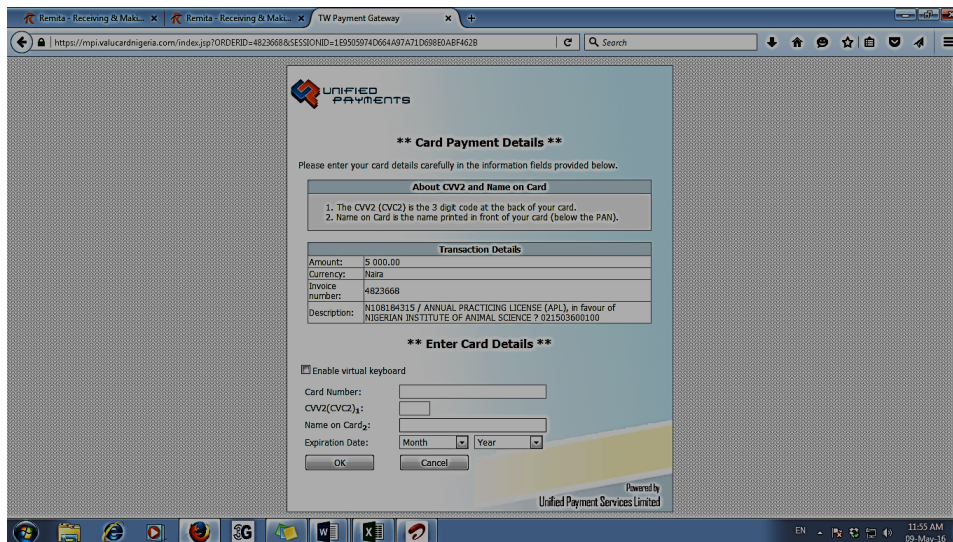 Remita - Receiving & Maki...
Remita - Receiving & Maki...
TW Payment Gateway
https://mpi.valucardnigeria.com/index.jsp?ORDERID=4823668&SESSIONID=1E9505974D664A97A71D698E0ABF462B
Search
UNIFIED
PAYMENTS
** Card Payment Details **
Please enter your card details carefully in the information fields provided below.
About CVV2 and Name on Card
1. The CVV2 (CVC2) is the 3 digit code at the back of your card.
2. Name on Card is the name printed in front of your card (below the PAN).
Transaction Details
Amount: 5 000.00
Currency: Naira
Invoice number: 4823668
Description: N108184315 / ANNUAL PRACTICING LICENSE (APL), in favour of
NIGERIAN INSTITUTE OF ANIMAL SCIENCE ? 021503600100
** Enter Card Details **
Enable virtual keyboard
Card Number:
CVV2(CVC2)1:
Name on Card2:
Expiration Date: Month Year
OK Cancel
Powered by
Unified Payment Services Limited
3G
EN
11:55 AM
09-May-16